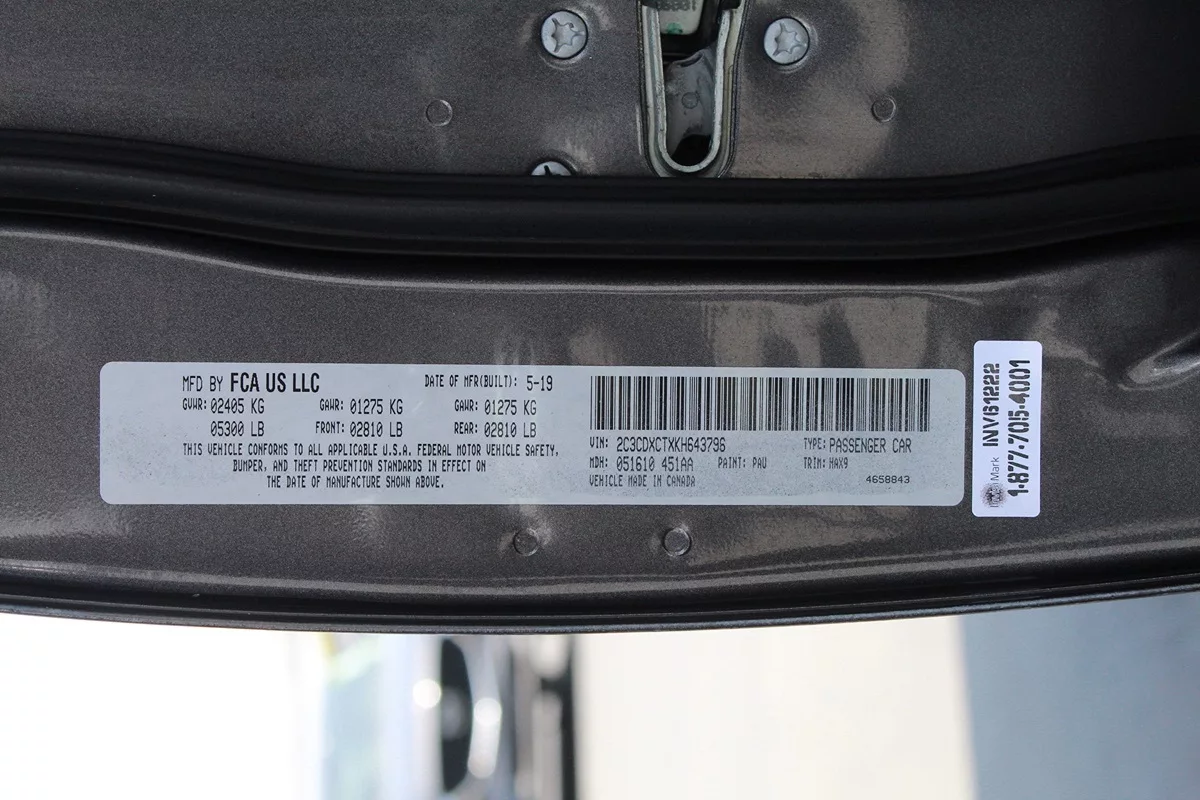 MFD BY FCA US LLC
DATE OF MFR(BUILT): 5-19
GVWR: 02405 KG GAWR: 01275 KG GAWR: 01275 KG
05300 LB FRONT: 02810 LB REAR: 02810 LB
THIS VEHICLE CONFORMS TO ALL APPLICABLE U.S.A. FEDERAL MOTOR VEHICLE SAFETY,
BUMPER, AND THEFT PREVENTION STANDARDS IN EFFECT ON
THE DATE OF MANUFACTURE SHOWN ABOVE.
VIN: 2C3CDXCTXKH643796 TYPE: PASSENGER CAR
MDH: 051610 451AA PAINT: PAU TRIM: HAX9
VEHICLE MADE IN CANADA 4658843
Mark INV61222
1-877-705-4001